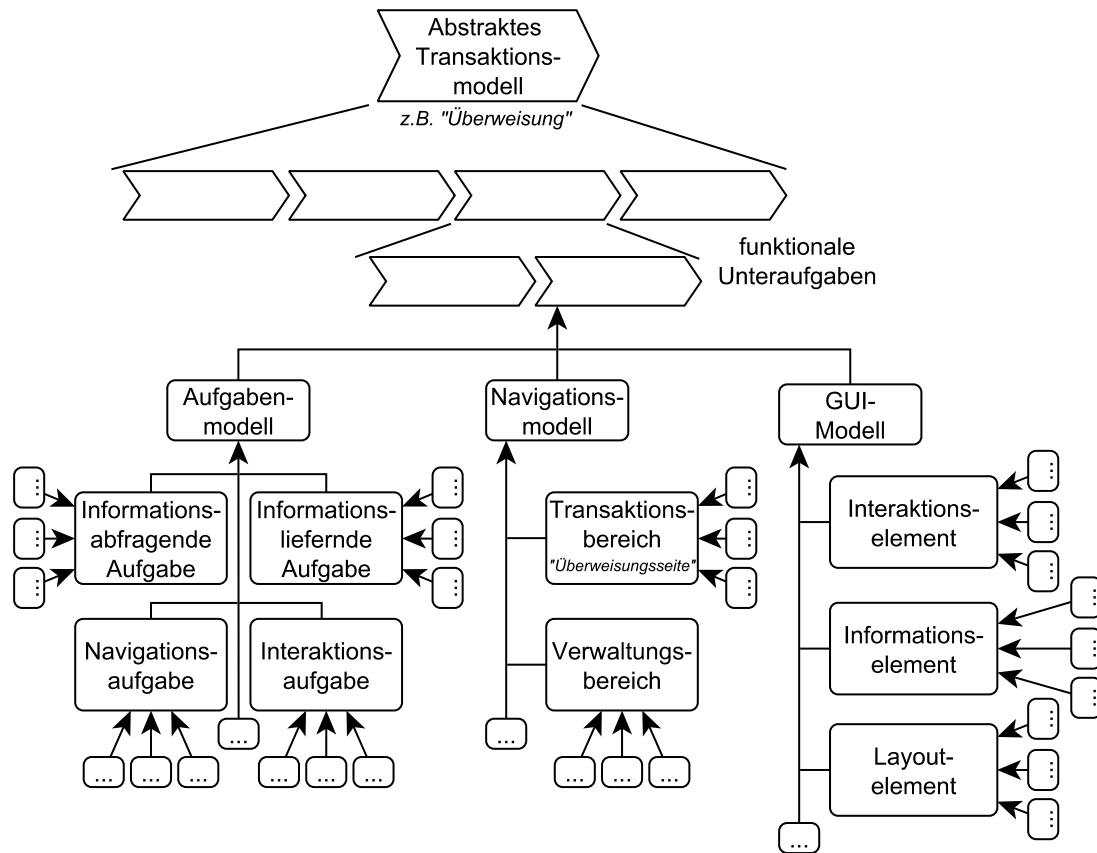 Abstraktes
Transaktions-
modell
z.B. "Überweisung"
funktionale
Unteraufgaben
Aufgaben-
modell
Navigations-
modell
GUI-
Modell
...
...
...
Informations-
abfragende
Aufgabe
Informations-
liefernde
Aufgabe
...
...
...
Navigations-
aufgabe
Interaktions-
aufgabe
...
...
...
...
...
...
...
Transaktions-
bereich
"Überweisungsseite"
...
...
...
Verwaltungs-
bereich
...
...
...
...
Interaktions-
element
...
...
...
Informations-
element
...
...
...
Layout-
element
...
...
...
...